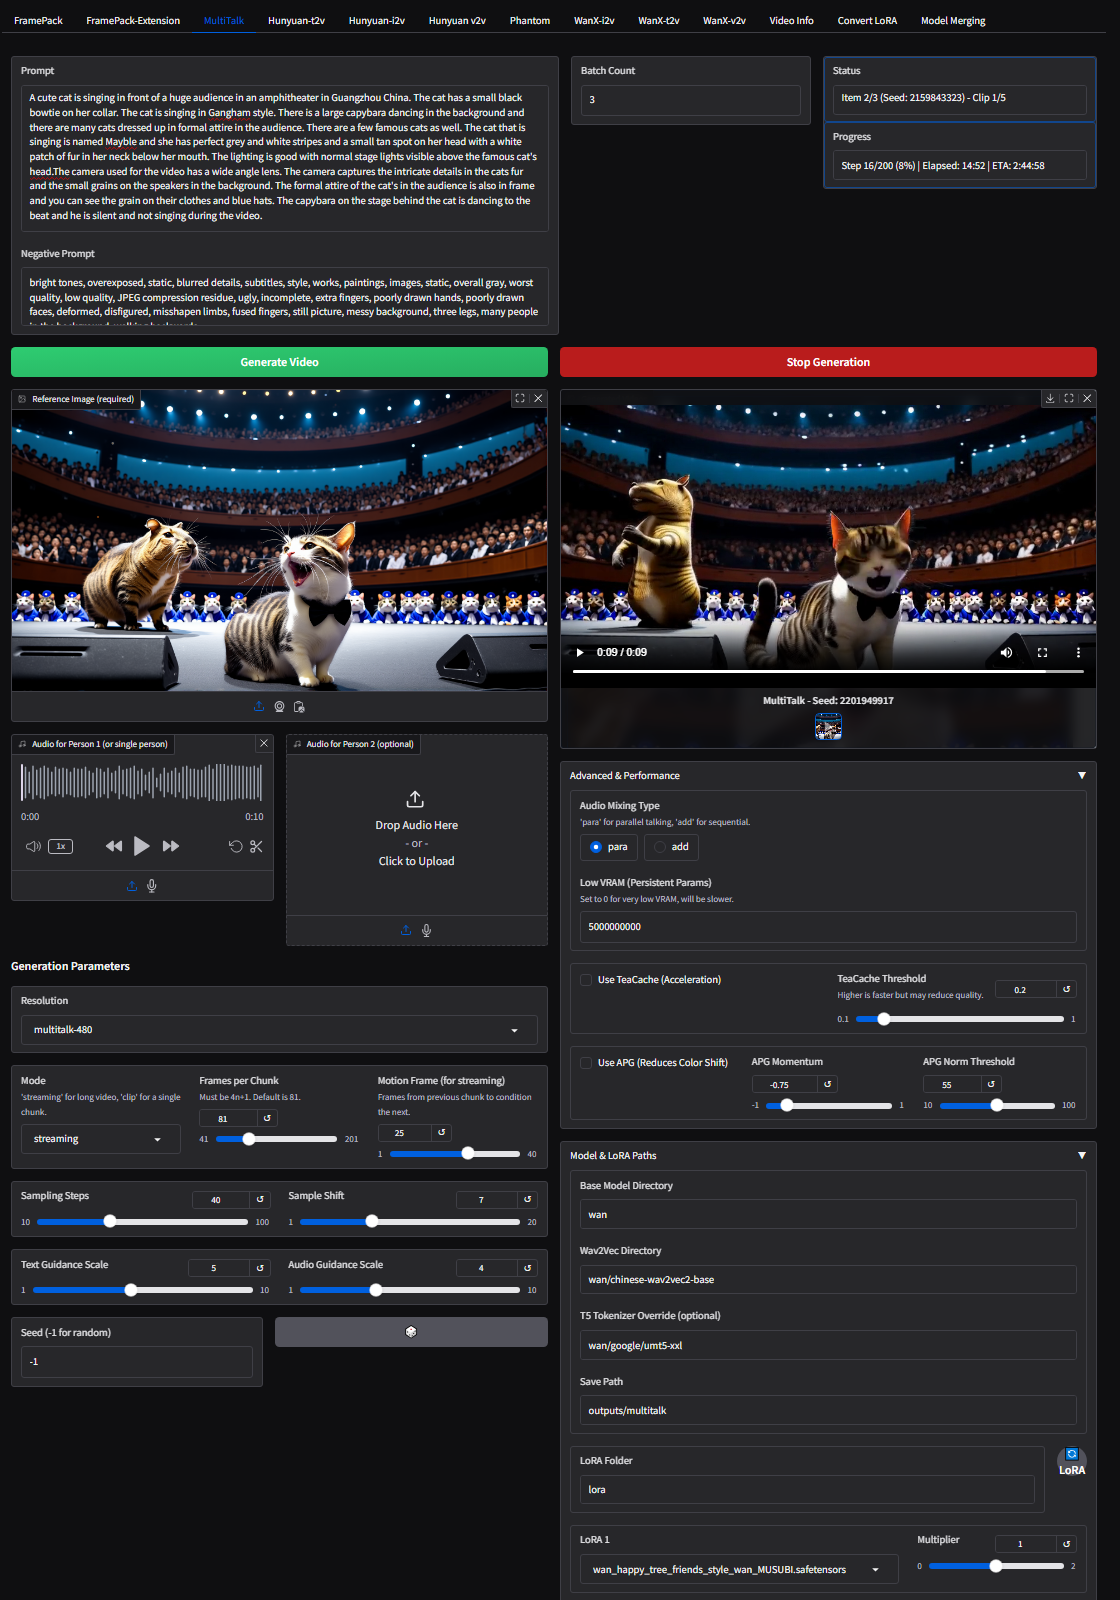 FramePack FramePack-Extension MultiTalk Hunyuan-t2v Hunyuan-i2v Hunyuan v2v Phantom WanX-i2v WanX-t2v WanX-v2v Video Info Convert LoRA Model Merging
Prompt
A cute cat is singing in front of a huge audience in an amphitheater in Guangzhou China. The cat has a small black
bowtie on her collar. The cat is singing in Gangham style. There is a large capybara dancing in the background and
there are many cats dressed up in formal attire in the audience. There are a few famous cats as well. The cat that is
singing is named Mayble and she has perfect grey and white stripes and a small tan spot on her head with a white
patch of fur in her neck below her mouth. The lighting is good with normal stage lights visible above the famous cat's
head.The camera used for the video has a wide angle lens. The camera captures the intricate details in the cats fur
and the small grains on the speakers in the background. The formal attire of the cat's in the audience is also in frame
and you can see the grain on their clothes and blue hats. The capybara on the stage behind the cat is dancing to the
beat and he is silent and not singing during the video.
Negative Prompt
bright tones, overexposed, static, blurred details, subtitles, style, works, paintings, images, static, overall gray, worst
quality, low quality, JPEG compression residue, ugly, incomplete, extra fingers, poorly drawn hands, poorly drawn
faces, deformed, disfigured, misshapen limbs, fused fingers, still picture, messy background, three legs, many people
Batch Count
3
Status
Item 2/3 (Seed: 2159843323) - Clip 1/5
Progress
Step 16/200 (8%) | Elapsed: 14:52 | ETA: 2:44:58
Generate Video
Stop Generation
Reference Image (required)
0:09 / 0:09
MultiTalk - Seed: 2201949917
Audio for Person 1 (or single person)
0:00 0:10
1x
Audio for Person 2 (optional)
Drop Audio Here
- or -
Click to Upload
Generation Parameters
Resolution
multitalk-480
Mode
'streaming' for long video, 'clip' for a single
chunk.
streaming
Frames per Chunk
Must be 4n+1. Default is 81.
81
41 201
Motion Frame (for streaming)
Frames from previous chunk to condition
the next.
25
1 40
Sampling Steps 40
10 100
Sample Shift 7
1 20
Text Guidance Scale 5
1 10
Audio Guidance Scale 4
1 10
Seed (-1 for random)
-1
Advanced & Performance
Audio Mixing Type
'para' for parallel talking, 'add' for sequential.
para add
Low VRAM (Persistent Params)
Set to 0 for very low VRAM, will be slower.
5000000000
Use TeaCache (Acceleration)
TeaCache Threshold
Higher is faster but may reduce quality.
0.2
0.1 1
Use APG (Reduces Color Shift)
APG Momentum
-0.75
-1 1
APG Norm Threshold
55
10 100
Model & LoRA Paths
Base Model Directory
wan
Wav2Vec Directory
wan/chinese-wav2vec2-base
T5 Tokenizer Override (optional)
wan/google/umt5-xxl
Save Path
outputs/multitalk
LoRA Folder
lora
LoRA
LoRA 1
wan_happy_tree_friends_style_wan_MUSUBI.safetensors
Multiplier 1
0 2